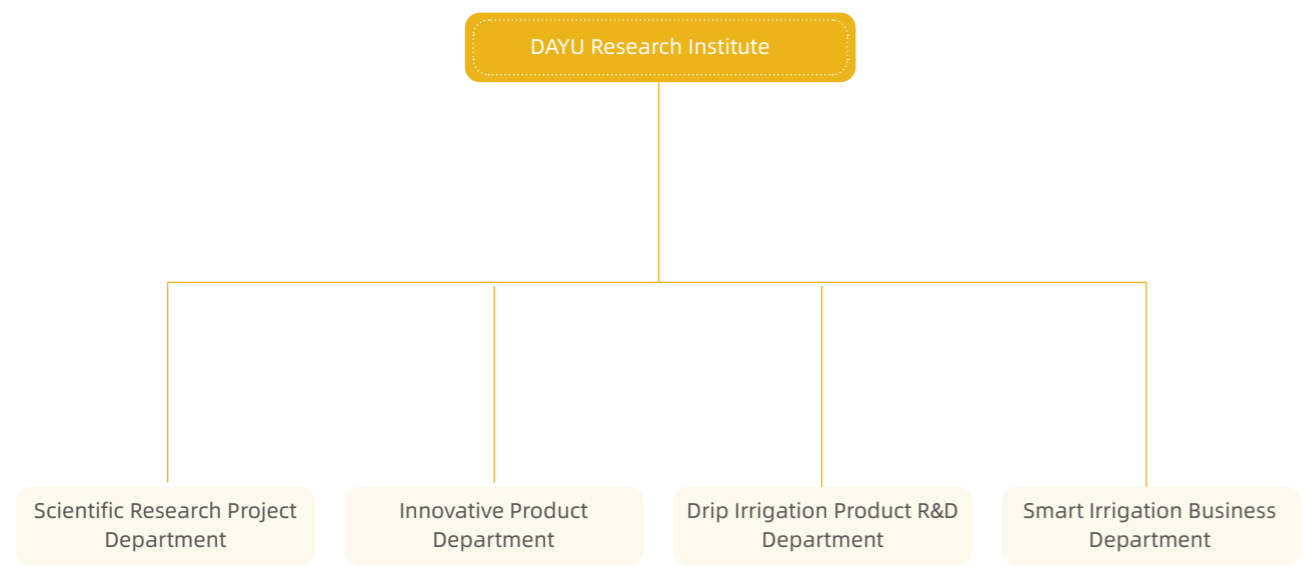 DAYU Research Institute
Scientific Research Project
Department
Innovative Product
Department
Drip Irrigation Product R&D
Department
Smart Irrigation Business
Department